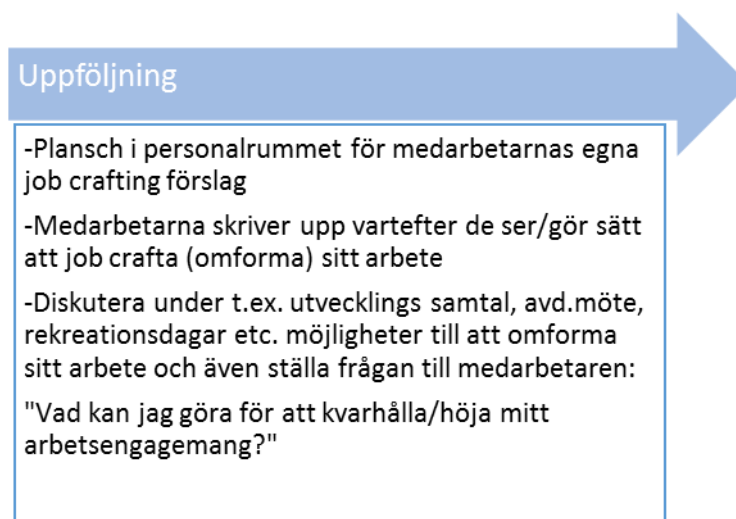 Uppföljning
-Plansch i personalrummet för medarbetarnas egna
job crafting förslag
-Medarbetarna skriver upp vartefter de ser/gör sätt
att job crafta (omforma) sitt arbete
-Diskutera under t.ex. utvecklings samtal, avd.möte,
rekreationsdagar etc. möjligheter till att omforma
sitt arbete och även ställa frågan till medarbetaren:
"Vad kan jag göra för att kvarhålla/höja mitt
arbetsengagemang?"